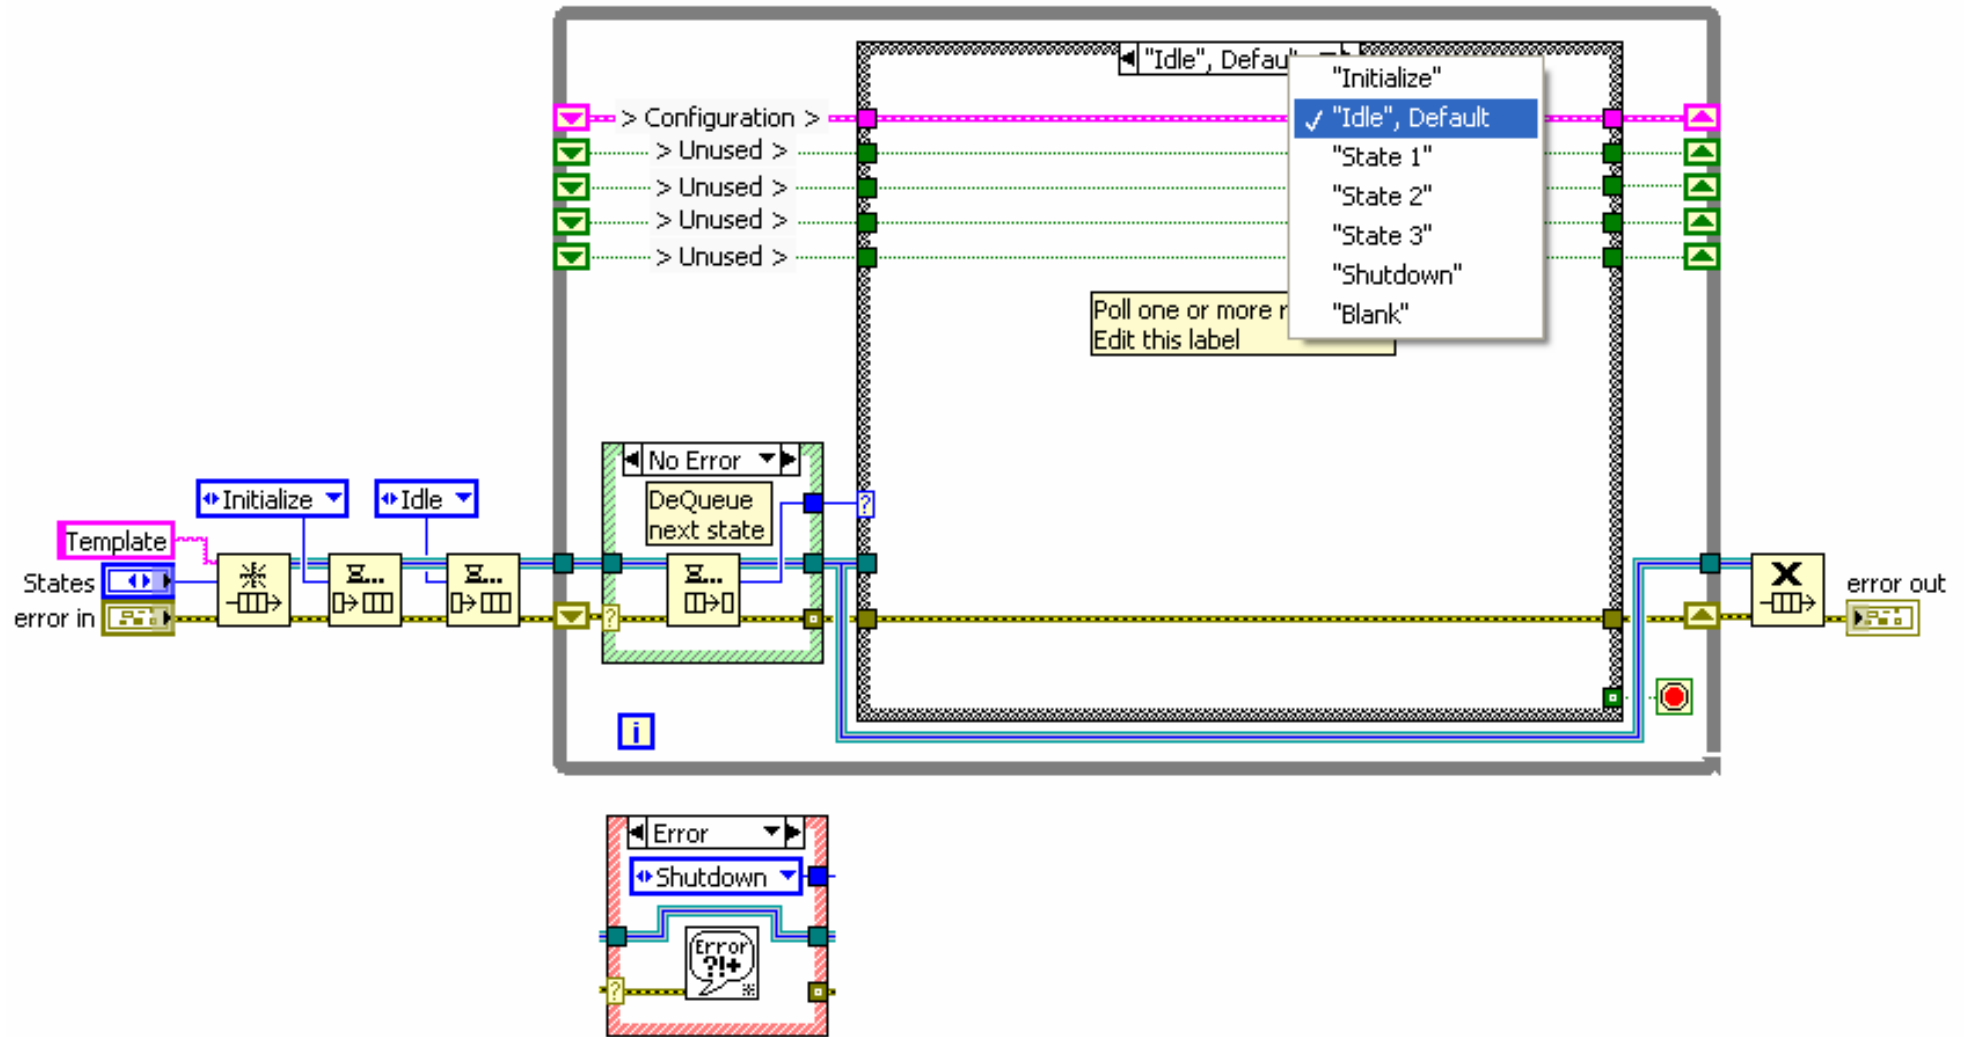 "Idle", Defau
"Initialize"
"Idle", Default
"State 1"
"State 2"
"State 3"
"Shutdown"
"Blank"
> Configuration >
> Unused >
> Unused >
> Unused >
> Unused >
Poll one or more r
Edit this label
No Error
DeQueue
next state
Initialize
Idle
Template
States
error in
error out
i
Error
Shutdown
Error
?!+